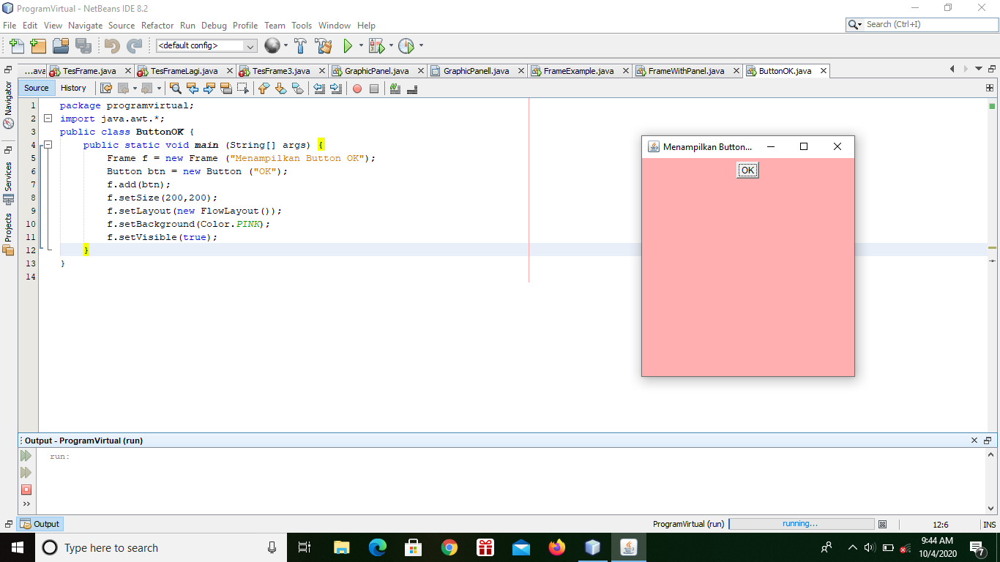 ProgramVirtual - NetBeans IDE 8.2
File Edit View Navigate Source Refactor Run Debug Profile Team Tools Window Help
Search (Ctrl+I)
<default config>
...ava TesFrame.java TesFrameLagi.java TesFrame3.java GraphicPanel.java GraphicPanell.java FrameExample.java FrameWithPanel.java ButtonOK.java
Navigator
Services
Projects
Source History
1 package programvirtual;
2 import java.awt.*;
3 public class ButtonOK {
4 public static void main (String[] args) {
5 Frame f = new Frame ("Menampilkan Button OK");
6 Button btn = new Button ("OK");
7 f.add(btn);
8 f.setSize(200,200);
9 f.setLayout(new FlowLayout());
10 f.setBackground(Color.PINK);
11 f.setVisible(true);
12 }
13 }
14
Menampilkan Button...
OK
Output - ProgramVirtual (run)
run:
Output
ProgramVirtual (run) running... 12:6 INS
Type here to search
9:44 AM
10/4/2020
7